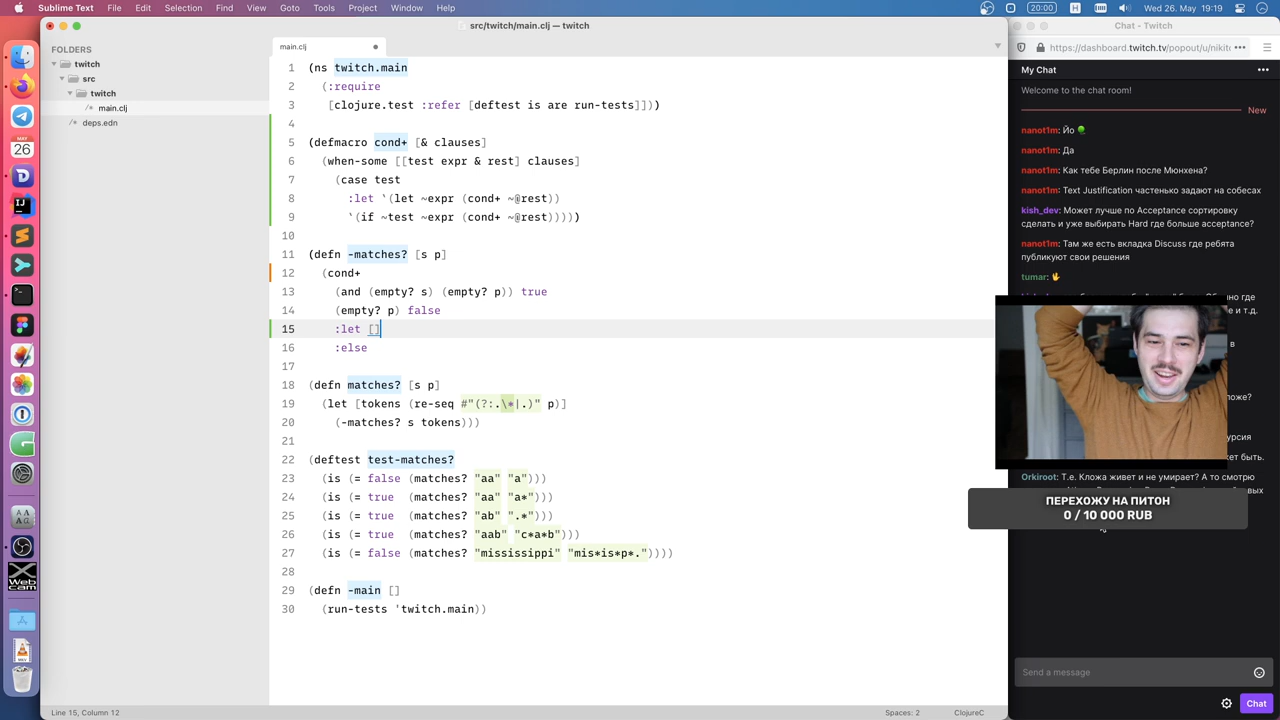 Sublime Text File Edit Selection Find View Goto Tools Project Window Help
20:00
Wed 26. May 19:19
src/twitch/main.clj — twitch
FOLDERS
twitch
src
twitch
main.clj
deps.edn
main.clj
1 (ns twitch.main
2 (:require
3 [clojure.test :refer [deftest is are run-tests]]))
4
5 (defmacro cond+ [& clauses]
6 (when-some [[test expr & rest] clauses]
7 (case test
8 :let `(let ~expr (cond+ ~@rest))
9 `(if ~test ~expr (cond+ ~@rest)))))
10
11 (defn -matches? [s p]
12 (cond+
13 (and (empty? s) (empty? p)) true
14 (empty? p) false
15 :let []
16 :else
17
18 (defn matches? [s p]
19 (let [tokens (re-seq #"(?:.\*|.)" p)]
20 (-matches? s tokens)))
21
22 (deftest test-matches?
23 (is (= false (matches? "aa" "a")))
24 (is (= true (matches? "aa" "a*")))
25 (is (= true (matches? "ab" ".*")))
26 (is (= true (matches? "aab" "c*a*b")))
27 (is (= false (matches? "mississippi" "mis*is*p*."))))
28
29 (defn -main []
30 (run-tests 'twitch.main))
Line 15, Column 12
Spaces: 2
ClojureC
MAY
26
Web
cam
Chat - Twitch
https://dashboard.twitch.tv/popout/u/nikit
My Chat
Welcome to the chat room!
New
nanot1m: Йо
nanot1m: Да
nanot1m: Как тебе Берлин после Мюнхена?
nanot1m: Text Justification частенько задают на собесах
kish_dev: Может лучше по Acceptance сортировку
сделать и уже выбирать Hard где больше acceptance?
nanot1m: Там же есть вкладка Discuss где ребята
публикуют свои решения
tumar:
Orkiroot: Т.е. Кложа живет и не умирает? А то смотрю
ПЕРЕХОЖУ НА ПИТОН
0 / 10 000 RUB
Send a message
Chat